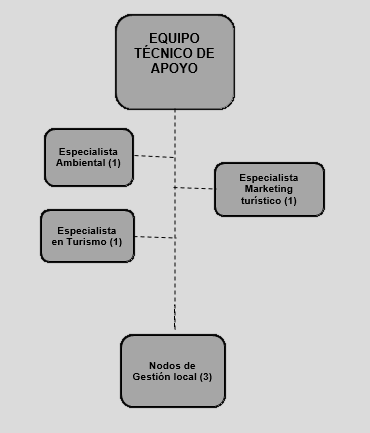 EQUIPO
TÉCNICO DE
APOYO
Especialista
Ambiental (1)
Especialista
Marketing
turístico (1)
Especialista
en Turismo (1)
Nodos de
Gestión local (3)